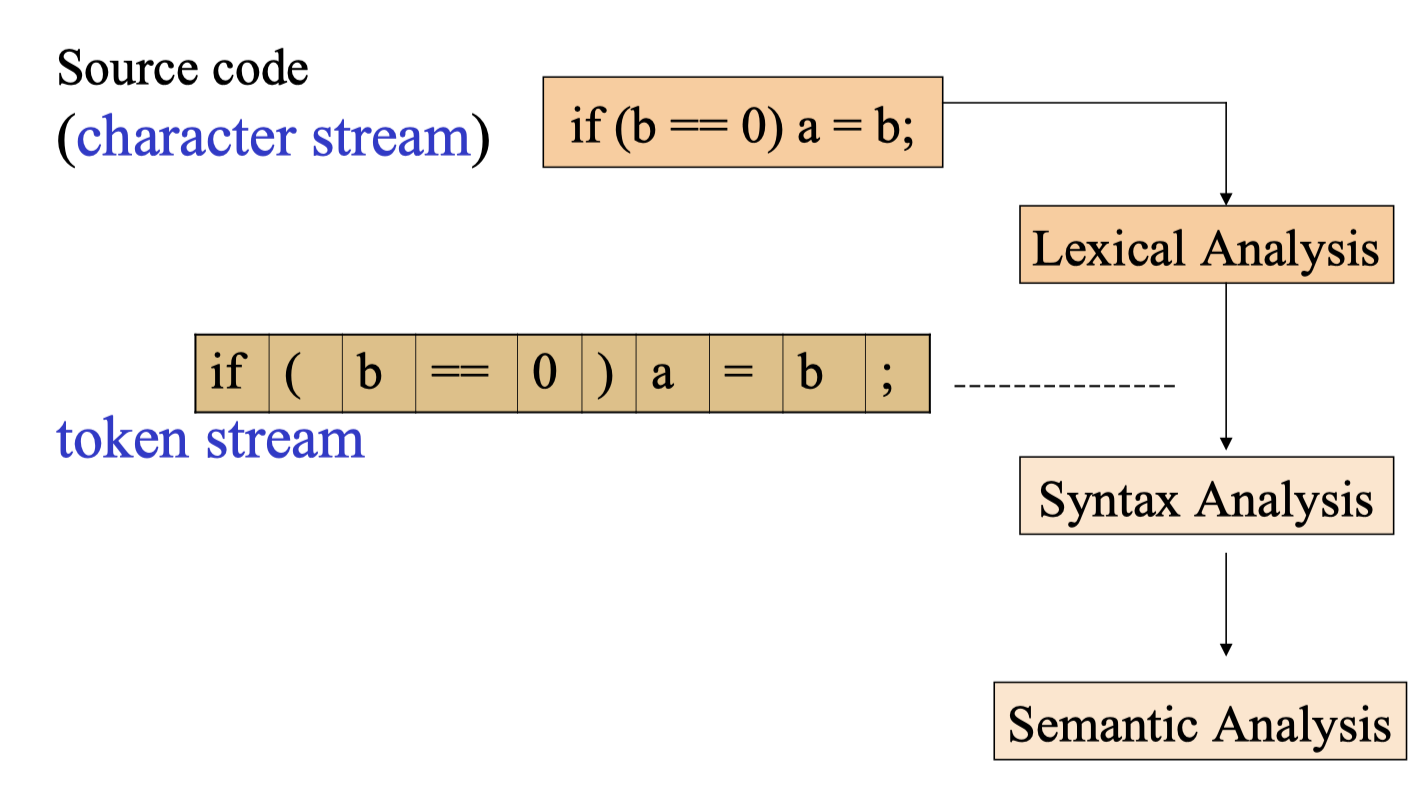 Source code
(character stream)
if (b == 0) a = b;
Lexical Analysis
if ( b == 0 ) a = b ;
token stream
Syntax Analysis
Semantic Analysis